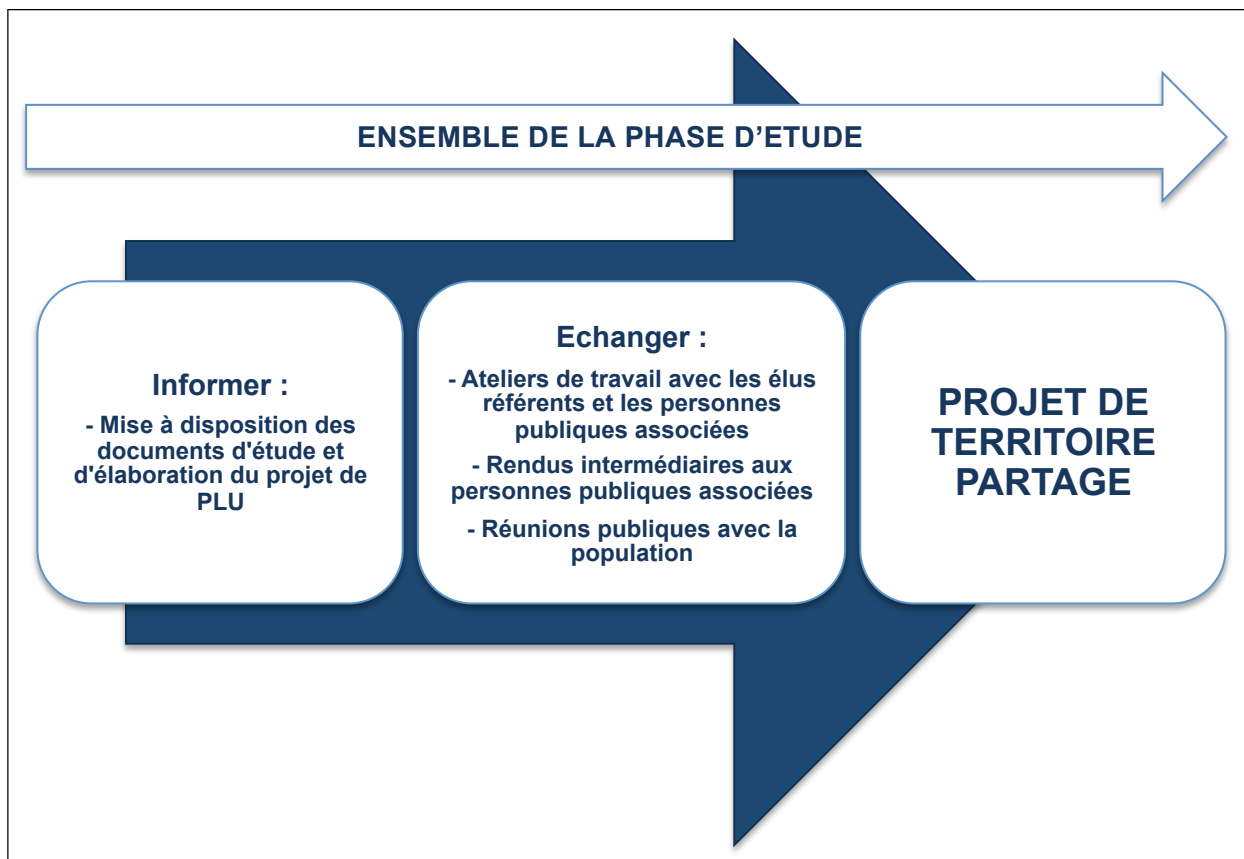 ENSEMBLE DE LA PHASE D'ETUDE
Informer :
- Mise à disposition des
documents d'étude et
d'élaboration du projet de
PLU
Echanger :
- Ateliers de travail avec les élus
référents et les personnes
publiques associées
- Rendus intermédiaires aux
personnes publiques associées
- Réunions publiques avec la
population
PROJET DE
TERRITOIRE
PARTAGE